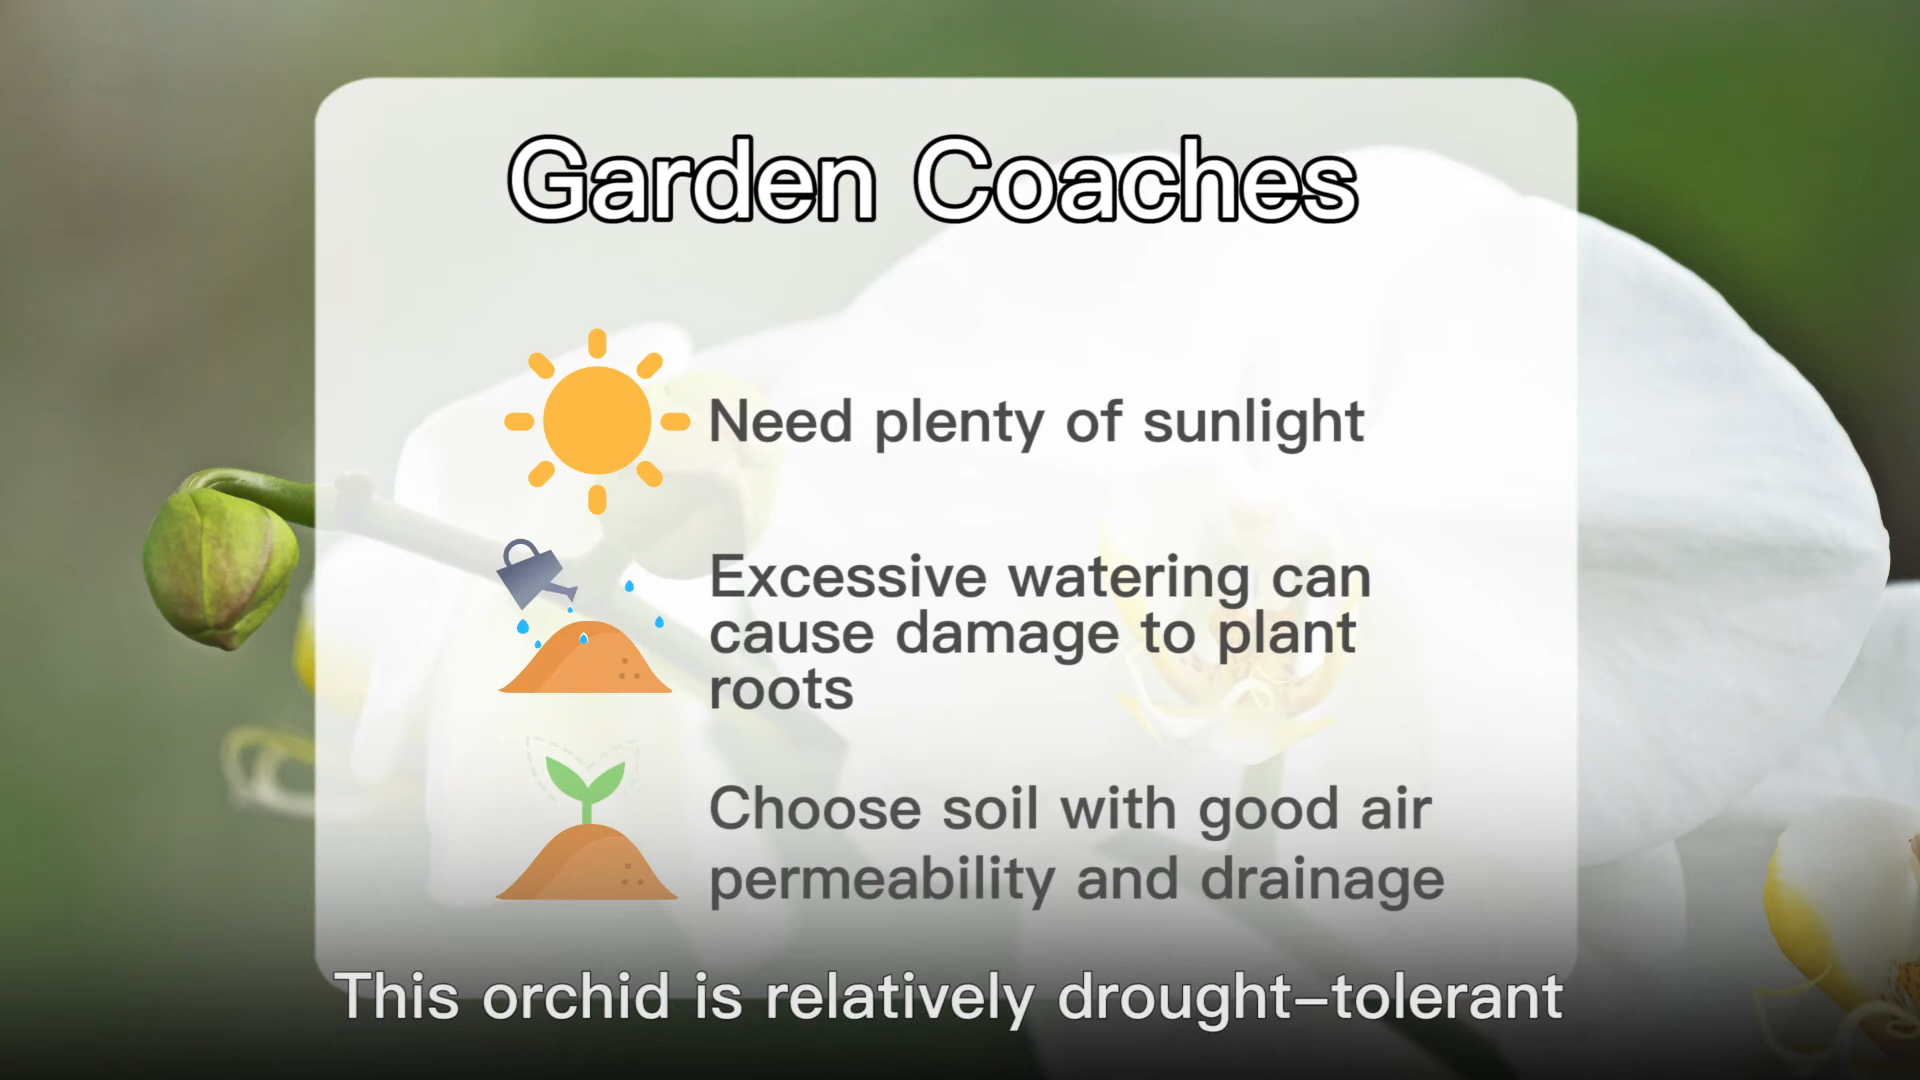 Garden Coaches
Need plenty of sunlight
Excessive watering can
cause damage to plant
roots
Choose soil with good air
permeability and drainage
This orchid is relatively drought-tolerant